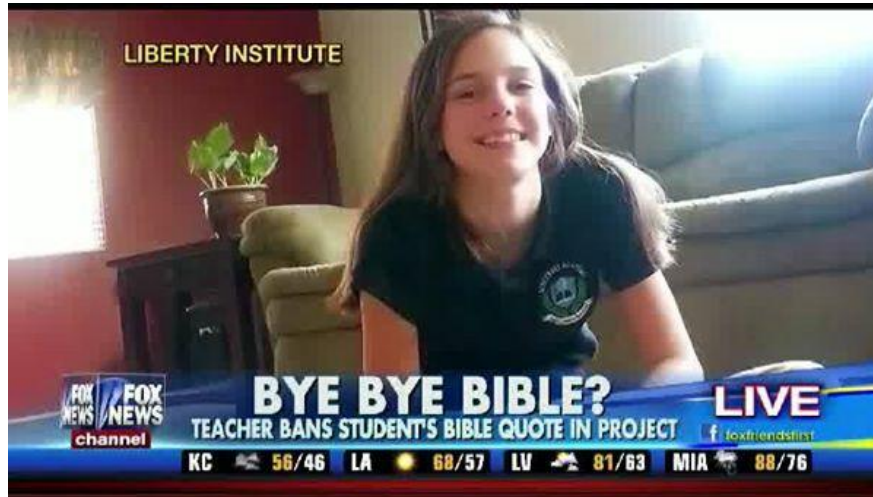 LIBERTY INSTITUTE
BYE BYE BIBLE?
LIVE
FOX NEWS
FOX NEWS
channel
TEACHER BANS STUDENT'S BIBLE QUOTE IN PROJECT
f foxfriendsfirst
KC 56/46 LA 68/57 LV 81/63 MIA 88/76